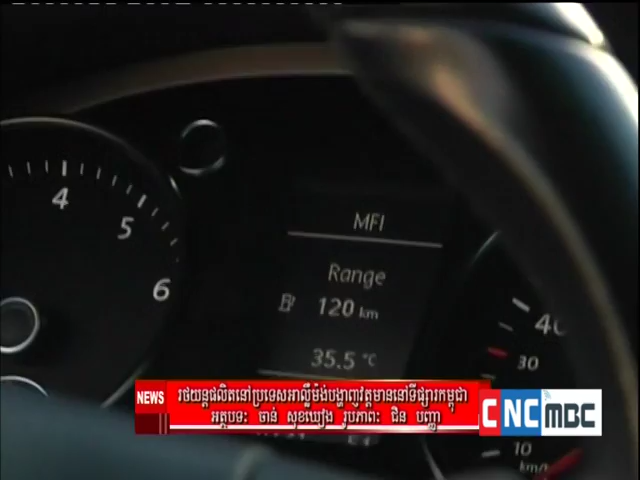 MFI
4
5
Range
6
120 km
40
35.5 °C
30
NEWS
រថយន្តផលិតនៅប្រទេសអាល្លឺម៉ង់បង្ហាញវត្តមាននៅទីផ្សារកម្ពុជា
អត្ថបទ: ចាន់ សុខឃៀង រូបភាព: ជិន បញ្ញា
CNCMBC
10